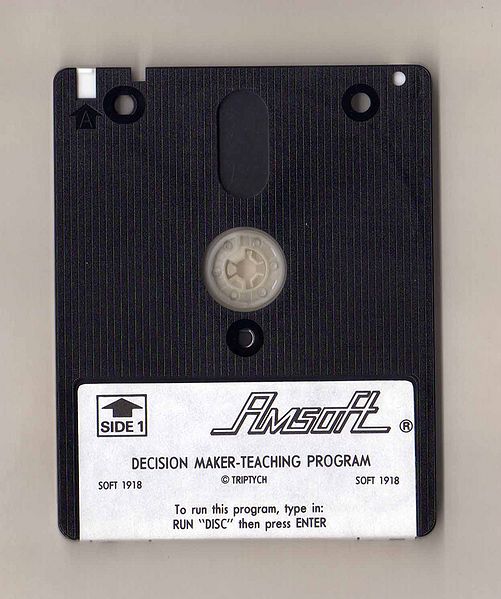 A
SIDE 1
Amsoft ®
DECISION MAKER-TEACHING PROGRAM
SOFT 1918 © TRIPTYCH SOFT 1918
To run this program, type in:
RUN "DISC" then press ENTER